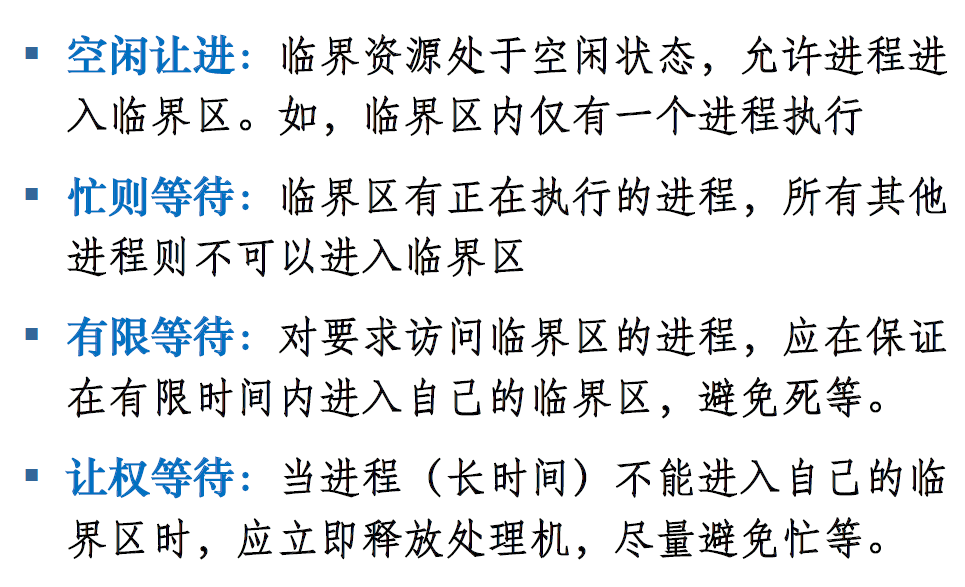 ▪ 空闲让进：临界资源处于空闲状态，允许进程进
入临界区。如，临界区内仅有一个进程执行
▪ 忙则等待：临界区有正在执行的进程，所有其他
进程则不可以进入临界区
▪ 有限等待：对要求访问临界区的进程，应在保证
在有限时间内进入自己的临界区，避免死等。
▪ 让权等待：当进程（长时间）不能进入自己的临
界区时，应立即释放处理机，尽量避免忙等。